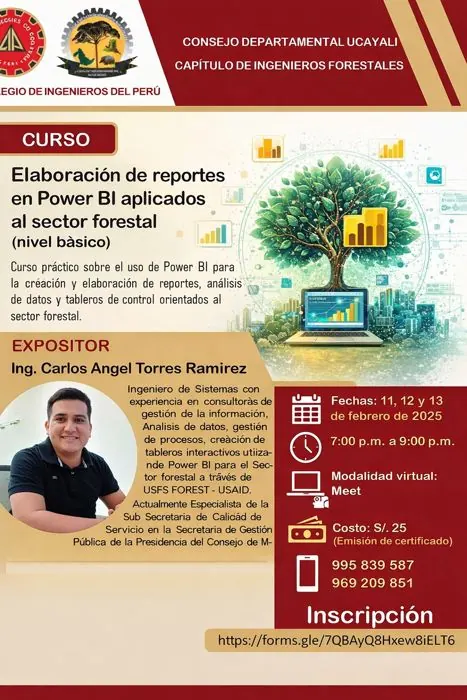 CONSEJO DEPARTAMENTAL UCAYALI
CAPÍTULO DE INGENIEROS FORESTALES
LEGIO DE INGENIEROS DEL PERÚ
CURSO
Elaboración de reportes
en Power BI aplicados
al sector forestal
(nivel bàsico)
Curso práctico sobre el uso de Power BI para
la creación y elaboración de reportes, análisis
de datos y tableros de control orientados al
sector forestal.
EXPOSITOR
Ing. Carlos Angel Torres Ramirez
Ingeniero de Sistemas con
experiencia en consultoràs de
gestión de la información,
Analisis de datos, gestión
de procesos, creàción de
tableros interactivos utiiza-
nde Power BI para el Sec-
tor forestal a tràvés de
USFS FOREST - USAID.
Actualmente Especialista de la
Sub Secretaria de Calicád de
Servicio en la Secretaria de Gestión
Pública de la Presidencia del Consejo de M-
Fechas: 11, 12 y 13
de febrero de 2025
7:00 p.m. a 9:00 p.m.
Modalidad virtual:
Meet
Costo: S/. 25
(Emisión de certificado)
995 839 587
969 209 851
Inscripción
https://forms.gle/7QBAyQ8Hxew8iELT6